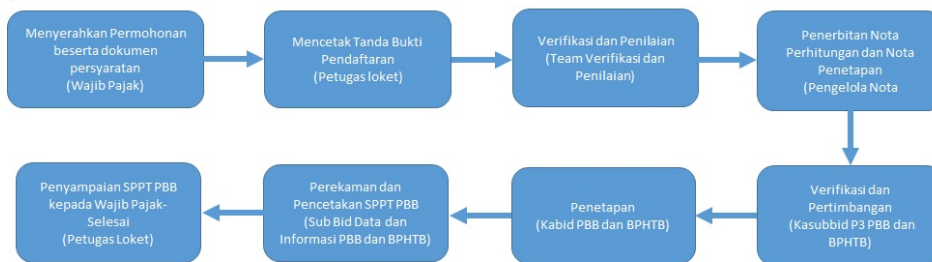 Menyerahkan Permohonan
beserta dokumen
persyaratan
(Wajib Pajak)
Mencetak Tanda Bukti
Pendaftaran
(Petugas loket)
Verifikasi dan Penilaian
(Team Verifikasi dan
Penilaian)
Penerbitan Nota
Perhitungan dan Nota
Penetapan
(Pengelola Nota
Verifikasi dan
Pertimbangan
(Kasubbid P3 PBB dan
BPHTB)
Penetapan
(Kabid PBB dan BPHTB)
Perekaman dan
Pencetakan SPPT PBB
(Sub Bid Data dan
Informasi PBB dan BPHTB)
Penyampaian SPPT PBB
kepada Wajib Pajak-
Selesai
(Petugas Loket)